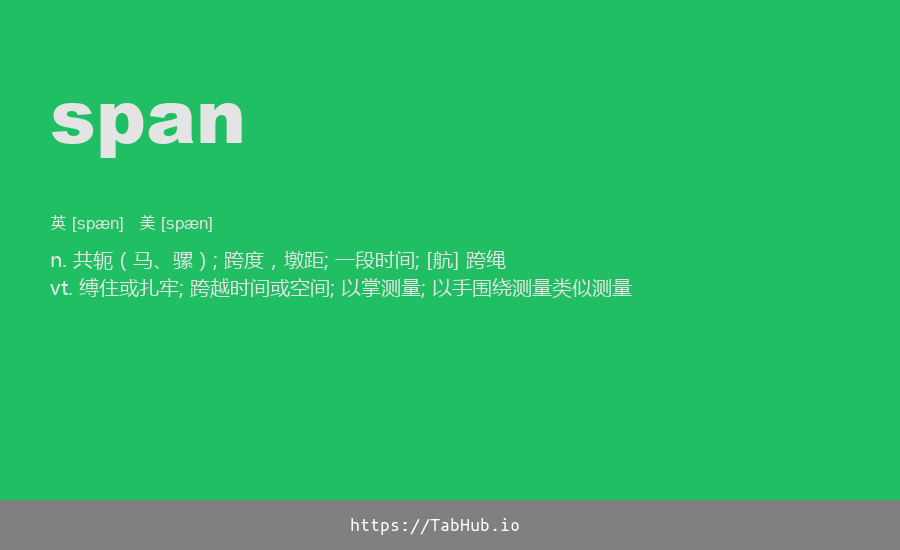 span
英 [spæn] 美 [spæn]
n. 共轭（马、骡）; 跨度，墩距; 一段时间; [航] 跨绳
vt. 缚住或扎牢; 跨越时间或空间; 以掌测量; 以手围绕测量类似测量
https://TabHub.io